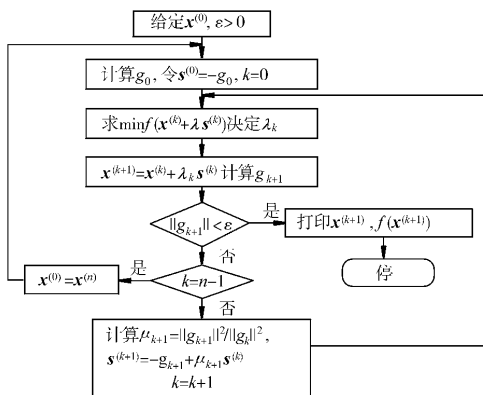 给定x⁽⁰⁾, ε>0
计算g₀, 令s⁽⁰⁾=-g₀, k=0
求minf(x⁽ᵏ⁾+λs⁽ᵏ⁾)决定λₖ
x⁽ᵏ⁺¹⁾=x⁽ᵏ⁾+λₖs⁽ᵏ⁾计算gₖ₊₁
||gₖ₊₁||<ε
是
打印x⁽ᵏ⁺¹⁾,f(x⁽ᵏ⁺¹⁾)
停
否
k=n-1
是
x⁽⁰⁾=x⁽ⁿ⁾
否
计算μₖ₊₁=||gₖ₊₁||²/||gₖ||²,
s⁽ᵏ⁺¹⁾=-gₖ₊₁+μₖ₊₁s⁽ᵏ⁾
k=k+1